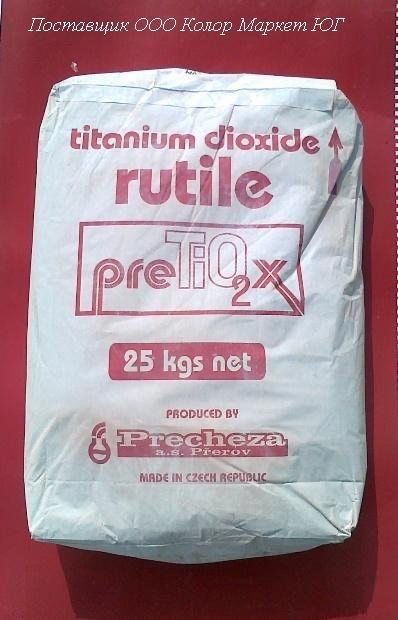 Поставщик ООО Колор Маркет ЮГ
titanium dioxide
rutile
preTiO2x
25 kgs net
PRODUCED BY
Precheza
a.s. Přerov
MADE IN CZECH REPUBLIC